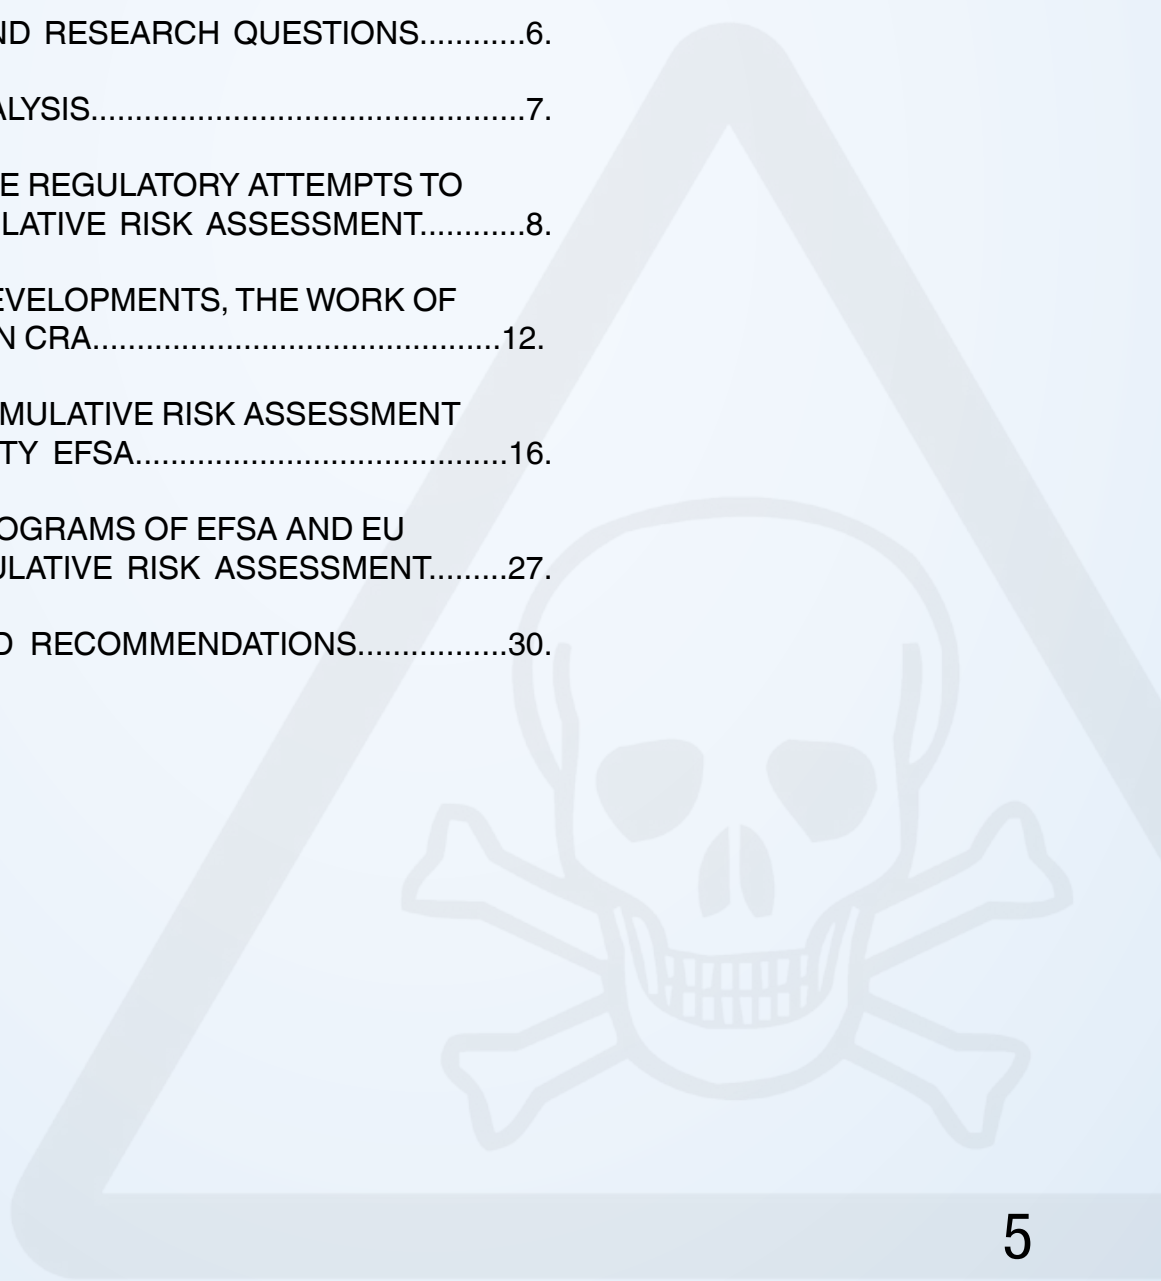 ND RESEARCH QUESTIONS............6.
ALYSIS.................................................7.
E REGULATORY ATTEMPTS TO
LATIVE RISK ASSESSMENT............8.
EVELOPMENTS, THE WORK OF
N CRA..............................................12.
MULATIVE RISK ASSESSMENT
TY EFSA..........................................16.
OGRAMS OF EFSA AND EU
ULATIVE RISK ASSESSMENT.........27.
D RECOMMENDATIONS.................30.
5